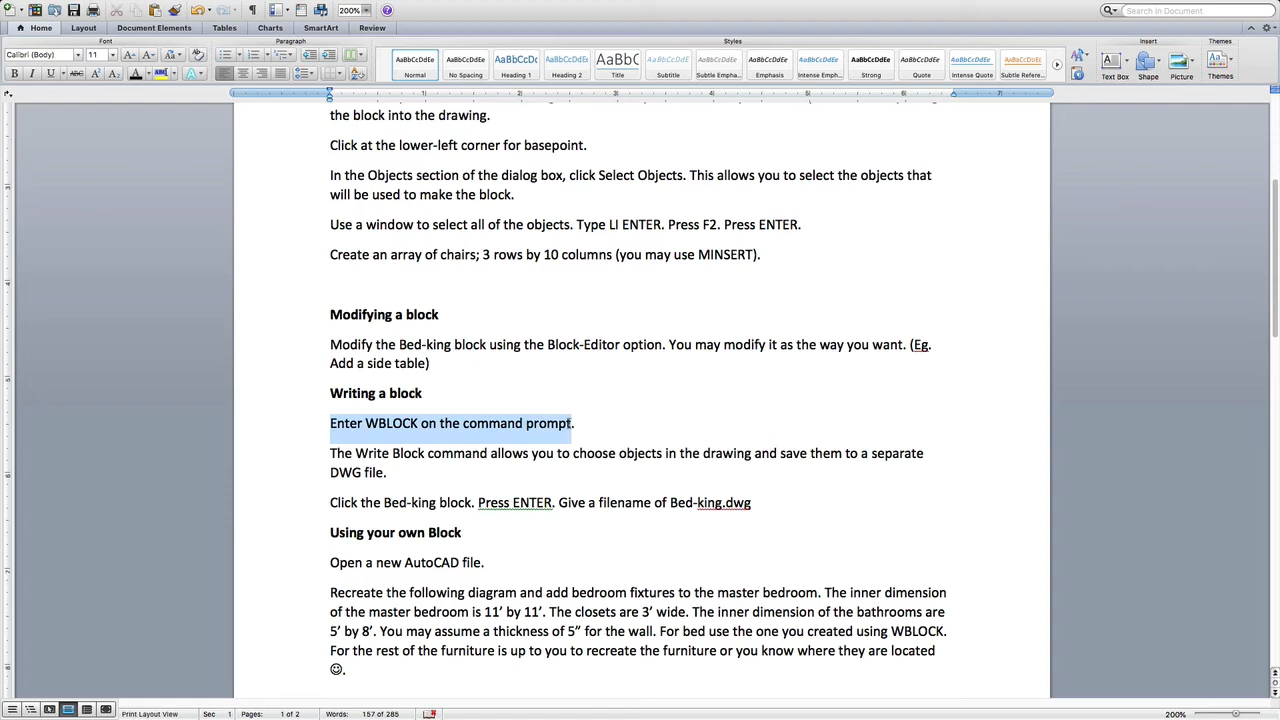 200%
Search in Document
Home Layout Document Elements Tables Charts SmartArt Review
Font Paragraph Styles Insert Themes
Calibri (Body) 11
AaBbCcDdEe AaBbCcDdEe AaBbCcDc AaBbCcDdEe AaBbC AaBbCcDdEe AaBbCcDdEe AaBbCcDdEe AaBbCcDdEe AaBbCcDdEe AaBbCcDdEe AaBbCcDdEe AaBbCcDdEe
Normal No Spacing Heading 1 Heading 2 Title Subtitle Subtle Empha... Emphasis Intense Emph... Strong Quote Intense Quote Subtle Refere... Text Box Shape Picture Themes
the block into the drawing.
Click at the lower-left corner for basepoint.
In the Objects section of the dialog box, click Select Objects. This allows you to select the objects that
will be used to make the block.
Use a window to select all of the objects. Type LI ENTER. Press F2. Press ENTER.
Create an array of chairs; 3 rows by 10 columns (you may use MINSERT).
Modifying a block
Modify the Bed-king block using the Block-Editor option. You may modify it as the way you want. (Eg.
Add a side table)
Writing a block
Enter WBLOCK on the command prompt.
The Write Block command allows you to choose objects in the drawing and save them to a separate
DWG file.
Click the Bed-king block. Press ENTER. Give a filename of Bed-king.dwg
Using your own Block
Open a new AutoCAD file.
Recreate the following diagram and add bedroom fixtures to the master bedroom. The inner dimension
of the master bedroom is 11’ by 11’. The closets are 3’ wide. The inner dimension of the bathrooms are
5’ by 8’. You may assume a thickness of 5” for the wall. For bed use the one you created using WBLOCK.
For the rest of the furniture is up to you to recreate the furniture or you know where they are located
☺.
Print Layout View Sec 1 Pages: 1 of 2 Words: 157 of 285 200%